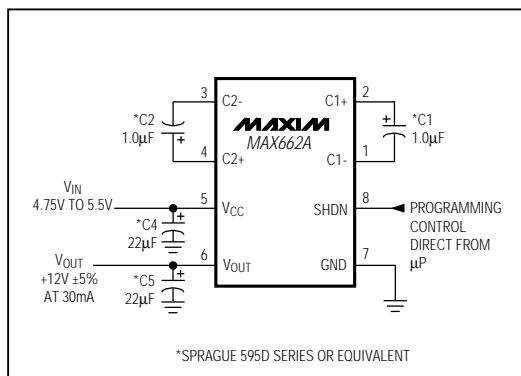 3
C2-
C1+
2
*C2
1.0µF
MAXIM
MAX662A
+
*C1
1.0µF
+
4
C2+
C1-
1
VIN
4.75V TO 5.5V
5
VCC
SHDN
8
PROGRAMMING
CONTROL
DIRECT FROM
µP
*C4
22µF
+
VOUT
+12V ±5%
AT 30mA
6
VOUT
GND
7
*C5
22µF
+
*SPRAGUE 595D SERIES OR EQUIVALENT